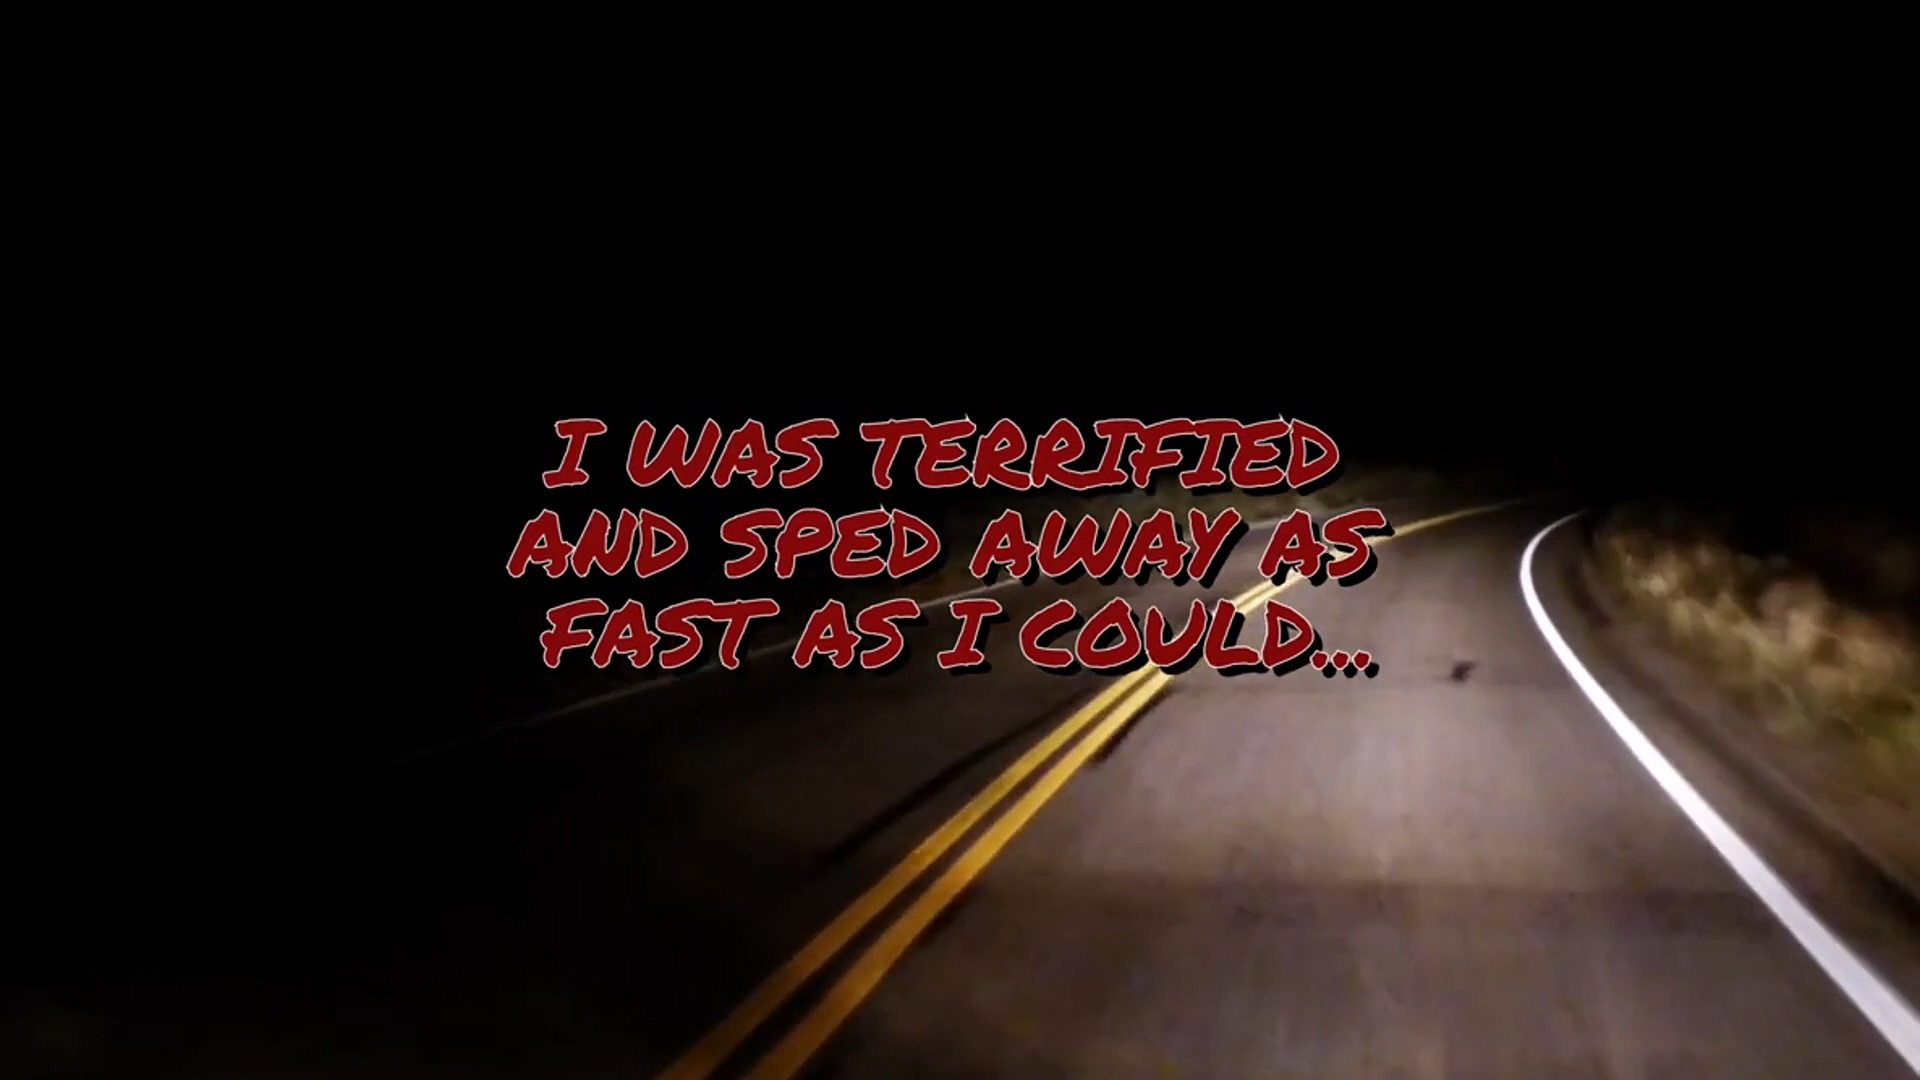 I WAS TERRIFIED
AND SPED AWAY AS
FAST AS I COULD...